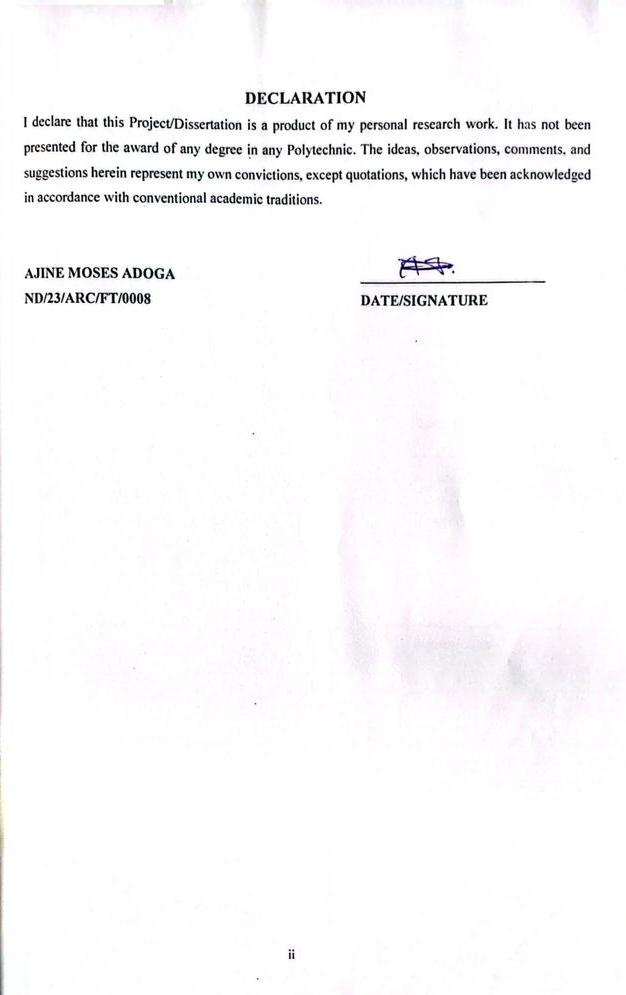 DECLARATION
I declare that this Project/Dissertation is a product of my personal research work. It has not been
presented for the award of any degree in any Polytechnic. The ideas, observations, comments, and
suggestions herein represent my own convictions, except quotations, which have been acknowledged
in accordance with conventional academic traditions.
AJINE MOSES ADOGA
ND/23/ARC/FT/0008
DATE/SIGNATURE
ii